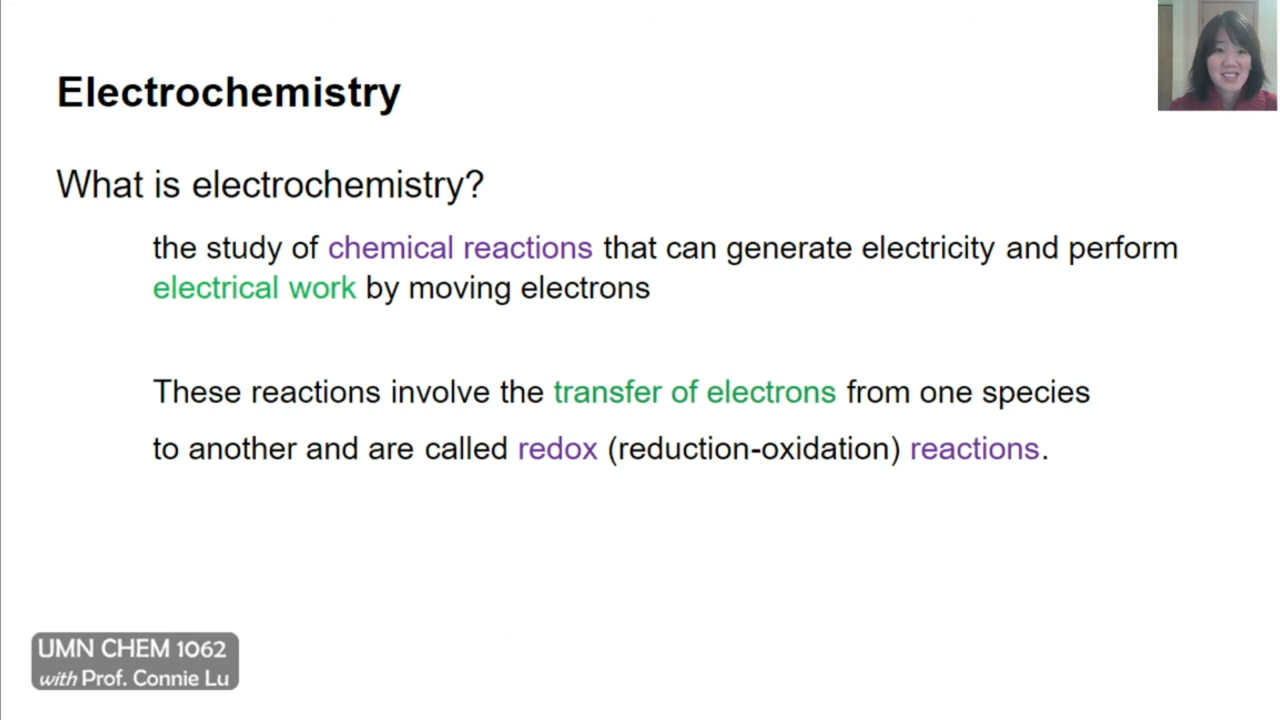 Electrochemistry
What is electrochemistry?
the study of chemical reactions that can generate electricity and perform
electrical work by moving electrons
These reactions involve the transfer of electrons from one species
to another and are called redox (reduction-oxidation) reactions.
UMN CHEM 1062
with Prof. Connie Lu